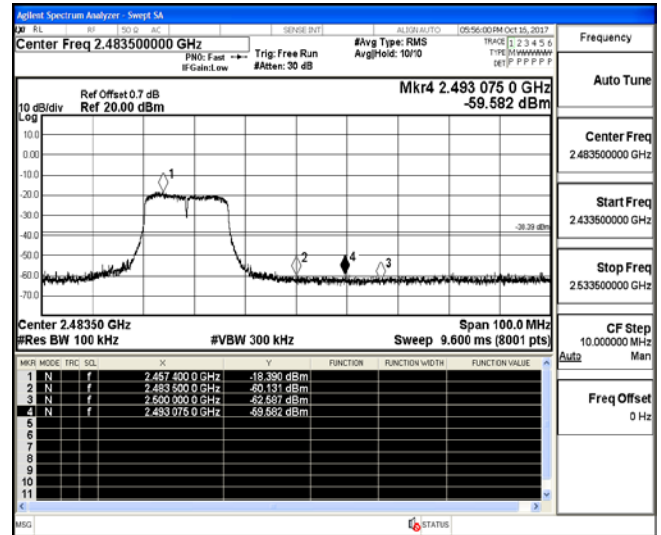 Agilent Spectrum Analyzer - Swept SA
RL RF 50 Ω AC SENSE:INT ALIGN AUTO 05:56:00 PM Oct 15, 2017
Center Freq 2.483500000 GHz
PNO: Fast
IFGain:Low
Trig: Free Run
#Atten: 30 dB
#Avg Type: RMS
Avg|Hold: 10/10
TRACE 1 2 3 4 5 6
TYPE MWWWWW
DET P P P P P P
Frequency
Auto Tune
Center Freq
2.483500000 GHz
Start Freq
2.433500000 GHz
Stop Freq
2.533500000 GHz
CF Step
10.000000 MHz
Auto Man
Freq Offset
0 Hz
Mkr4 2.493 075 0 GHz
-59.582 dBm
Ref Offset 0.7 dB
Ref 20.00 dBm
10 dB/div
Log
10.0
0.00
-10.0
-20.0
-30.0
-40.0
-50.0
-60.0
-70.0
1
2
4
3
-38.39 dBm
Center 2.48350 GHz Span 100.0 MHz
#Res BW 100 kHz #VBW 300 kHz Sweep 9.600 ms (8001 pts)
MKR MODE TRC SCL X Y FUNCTION FUNCTION WIDTH FUNCTION VALUE
1 N f 2.457 400 0 GHz -18.390 dBm
2 N f 2.483 500 0 GHz -60.131 dBm
3 N f 2.500 000 0 GHz -62.587 dBm
4 N f 2.493 075 0 GHz -59.582 dBm
5
6
7
8
9
10
11
MSG STATUS